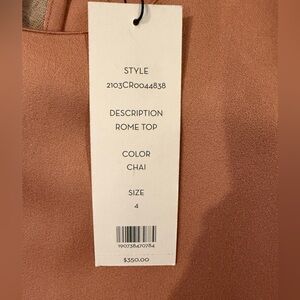 STYLE
2103CR0044838
DESCRIPTION
ROME TOP
COLOR
CHAI
SIZE
4
190738470784
$350.00